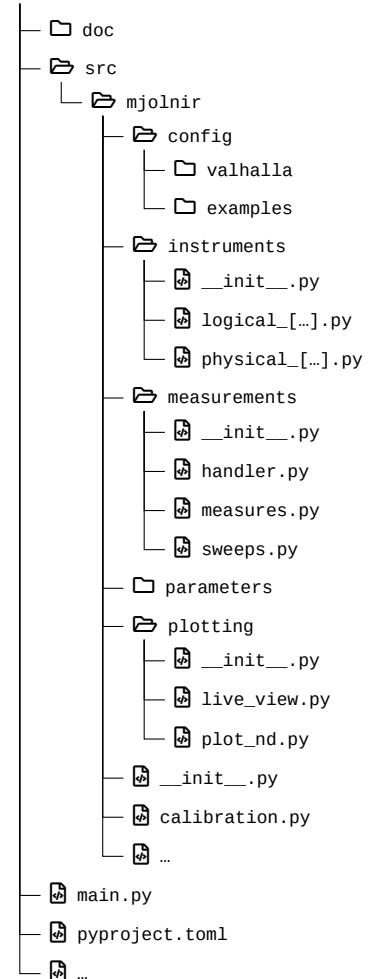 doc
src
mjolnir
config
valhalla
examples
instruments
__init__.py
logical_[…].py
physical_[…].py
measurements
__init__.py
handler.py
measures.py
sweeps.py
parameters
plotting
__init__.py
live_view.py
plot_nd.py
__init__.py
calibration.py
…
main.py
pyproject.toml
…